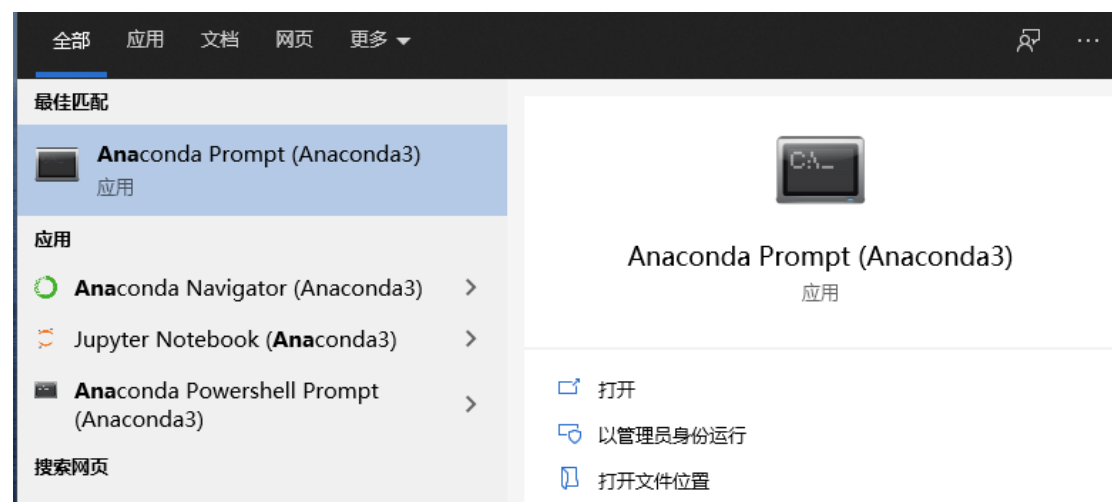 全部 应用 文档 网页 更多
最佳匹配
Anaconda Prompt (Anaconda3)
应用
应用
Anaconda Navigator (Anaconda3)
Jupyter Notebook (Anaconda3)
Anaconda Powershell Prompt
(Anaconda3)
搜索网页
C:\_
Anaconda Prompt (Anaconda3)
应用
打开
以管理员身份运行
打开文件位置